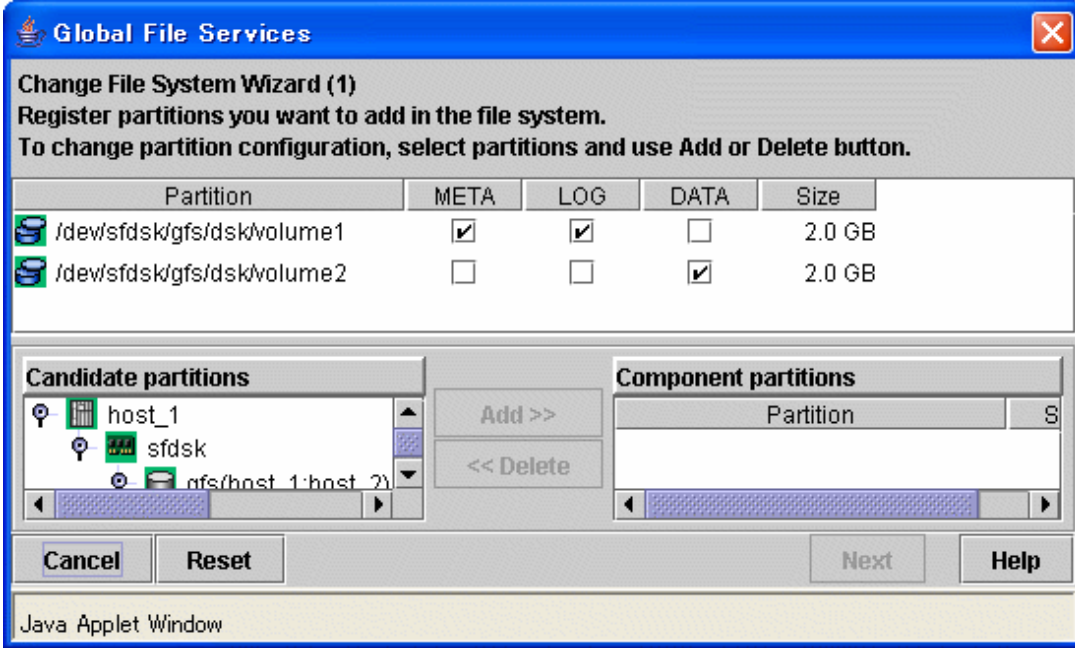 Global File Services
Change File System Wizard (1)
Register partitions you want to add in the file system.
To change partition configuration, select partitions and use Add or Delete button.
Partition META LOG DATA Size
/dev/sfdsk/gfs/dsk/volume1 2.0 GB
/dev/sfdsk/gfs/dsk/volume2 2.0 GB
Candidate partitions
host_1
sfdsk
gfs(host_1:host_2)
Add >>
<< Delete
Component partitions
Partition S
Cancel Reset Next Help
Java Applet Window